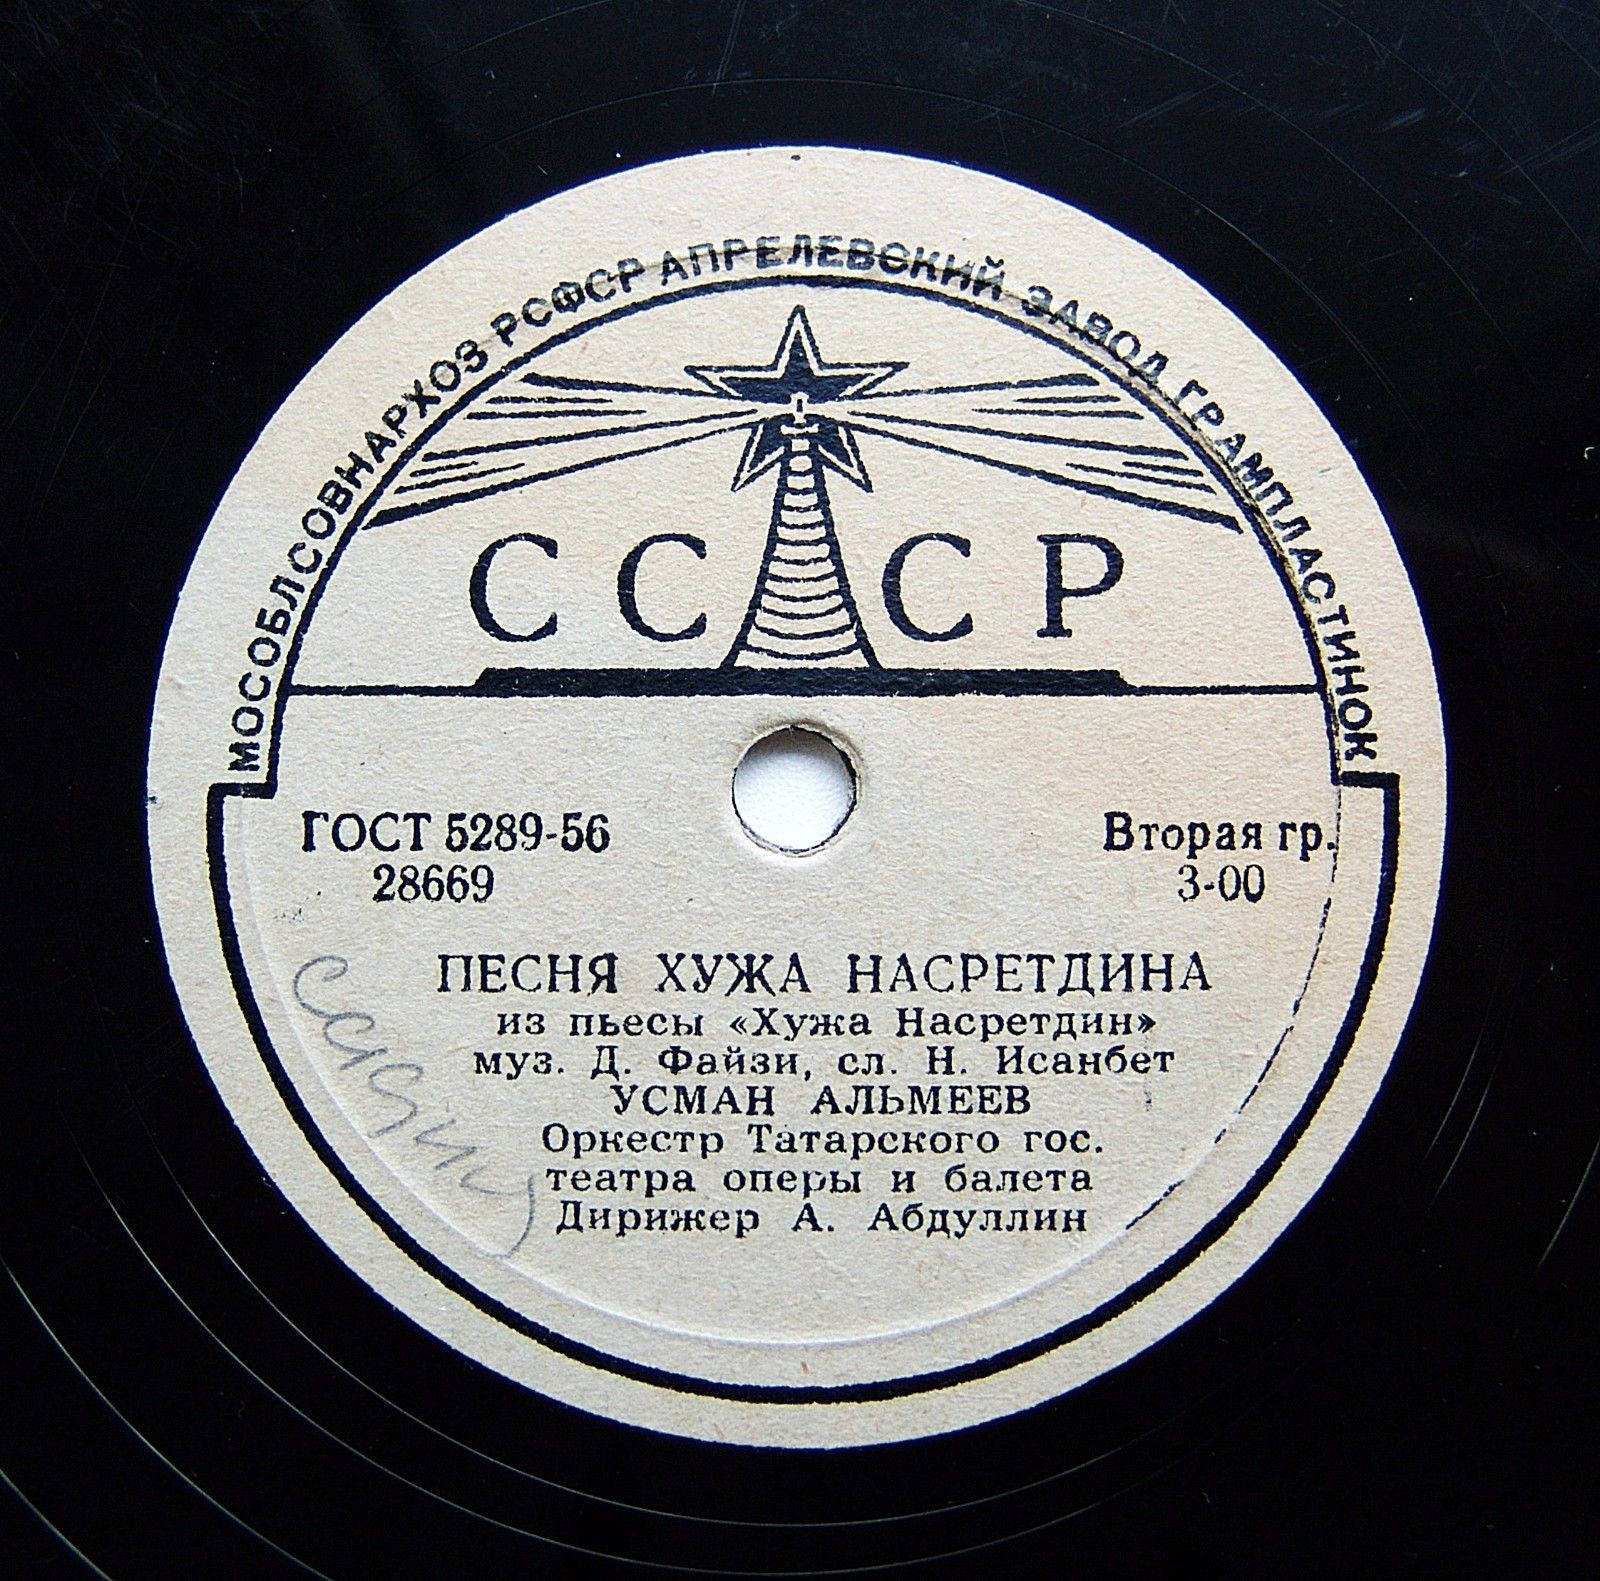 МОСОБЛСОВНАРХОЗ РСФСР АПРЕЛЕВСКИЙ ЗАВОД ГРАМПЛАСТИНОК
СССР
ГОСТ 5289-56
28669
Вторая гр.
3-00
ПЕСНЯ ХУЖА НАСРЕТДИНА
из пьесы «Хужа Насретдин»
муз. Д. Файзи, сл. Н. Исанбет
УСМАН АЛЬМЕЕВ
Оркестр Татарского гос.
театра оперы и балета
Дирижер А. Абдуллин